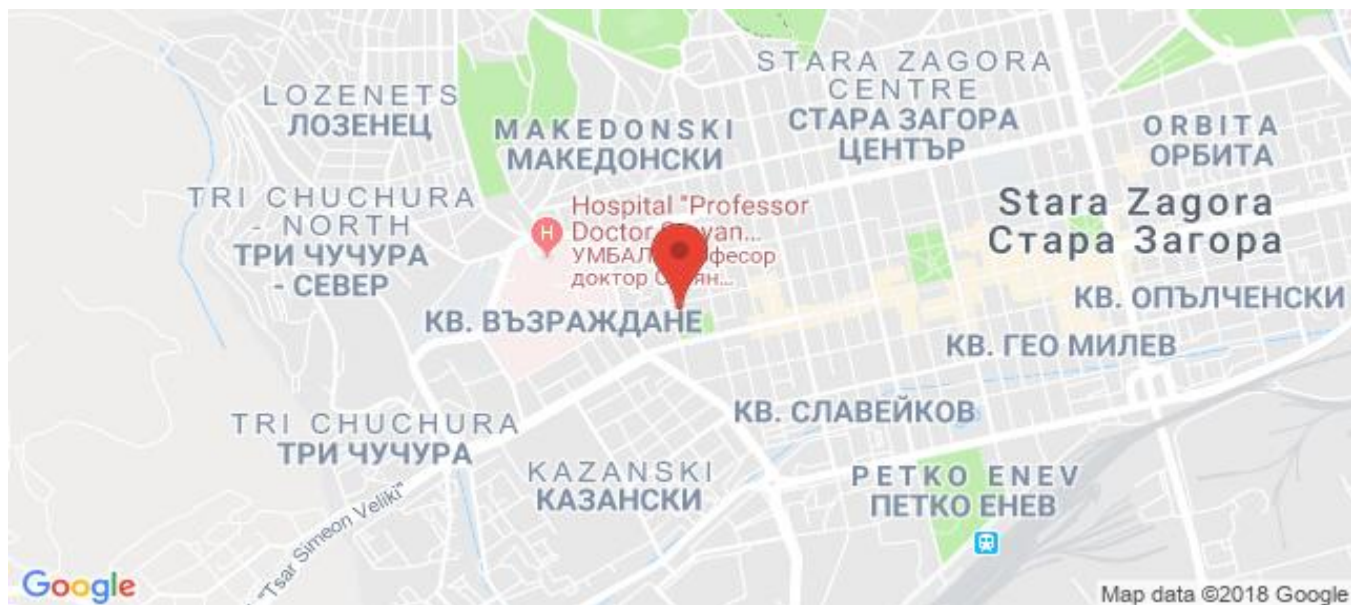 STARA ZAGORA
CENTRE
СТАРА ЗАГОРА
ЦЕНТЪР
LOZENETS
ЛОЗЕНЕЦ
MAKEDONSKI
МАКЕДОНСКИ
ORBITA
ОРБИТА
TRI CHUCHURA
- NORTH
ТРИ ЧУЧУРА
- СЕВЕР
H
Hospital "Professor
Doctor
УМБАЛ
доктор
Stara Zagora
Стара Загора
КВ. ВЪЗРАЖДАНЕ
КВ. ОПЪЛЧЕНСКИ
КВ. ГЕО МИЛЕВ
TRI CHUCHURA
ТРИ ЧУЧУРА
КВ. СЛАВЕЙКОВ
KAZANSKI
КАЗАНСКИ
PETKO ENEV
ПЕТКО ЕНЕВ
"Tsar Simeon Veliki"
Google
Map data ©2018 Google